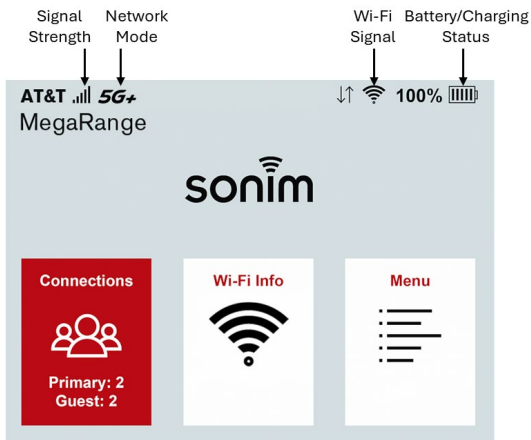 Signal Strength
Network Mode
Wi-Fi Signal
Battery/Charging Status
AT&T 5G+ 100%
MegaRange
sonim
Connections
Primary: 2
Guest: 2
Wi-Fi Info
Menu